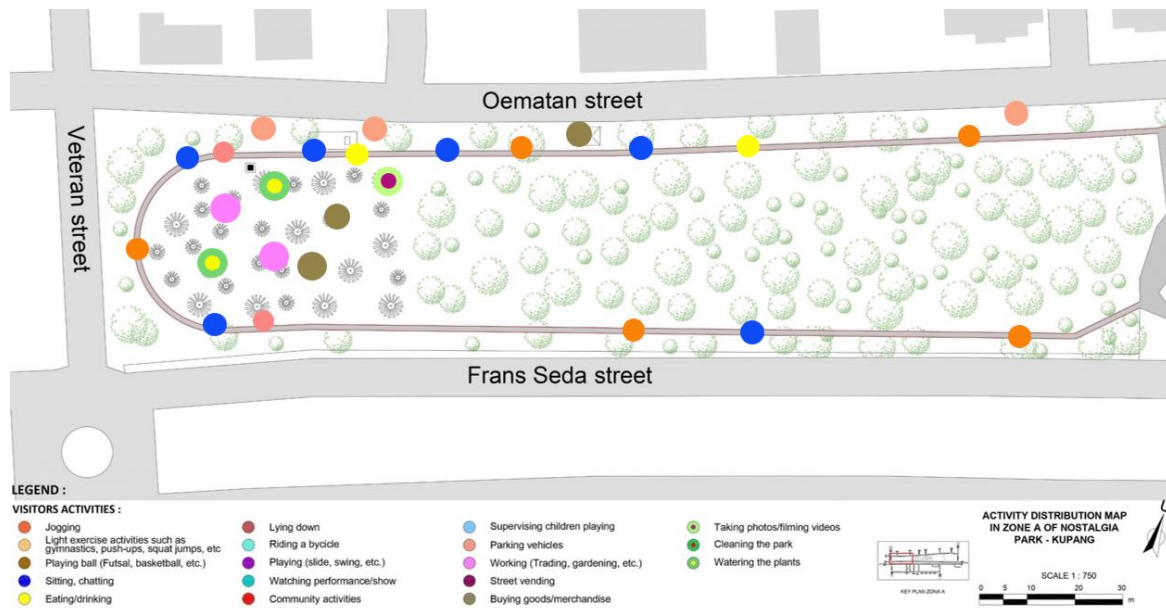 Oematan street
Veteran street
Frans Seda street
LEGEND :
VISITORS ACTIVITIES :
Jogging
Light exercise activities such as
gymnastics, push-ups, squat jumps, etc
Playing ball (Futsal, basketball, etc.)
Sitting, chatting
Eating/drinking
Lying down
Riding a bycicle
Playing (slide, swing, etc.)
Watching performance/show
Community activities
Supervising children playing
Parking vehicles
Working (Trading, gardening, etc.)
Street vending
Buying goods/merchandise
Taking photos/filming videos
Cleaning the park
Watering the plants
KEY PLAN ZONA A
ACTIVITY DISTRIBUTION MAP
IN ZONE A OF NOSTALGIA
PARK - KUPANG
SCALE 1 : 750
0 5 10 20 30
m